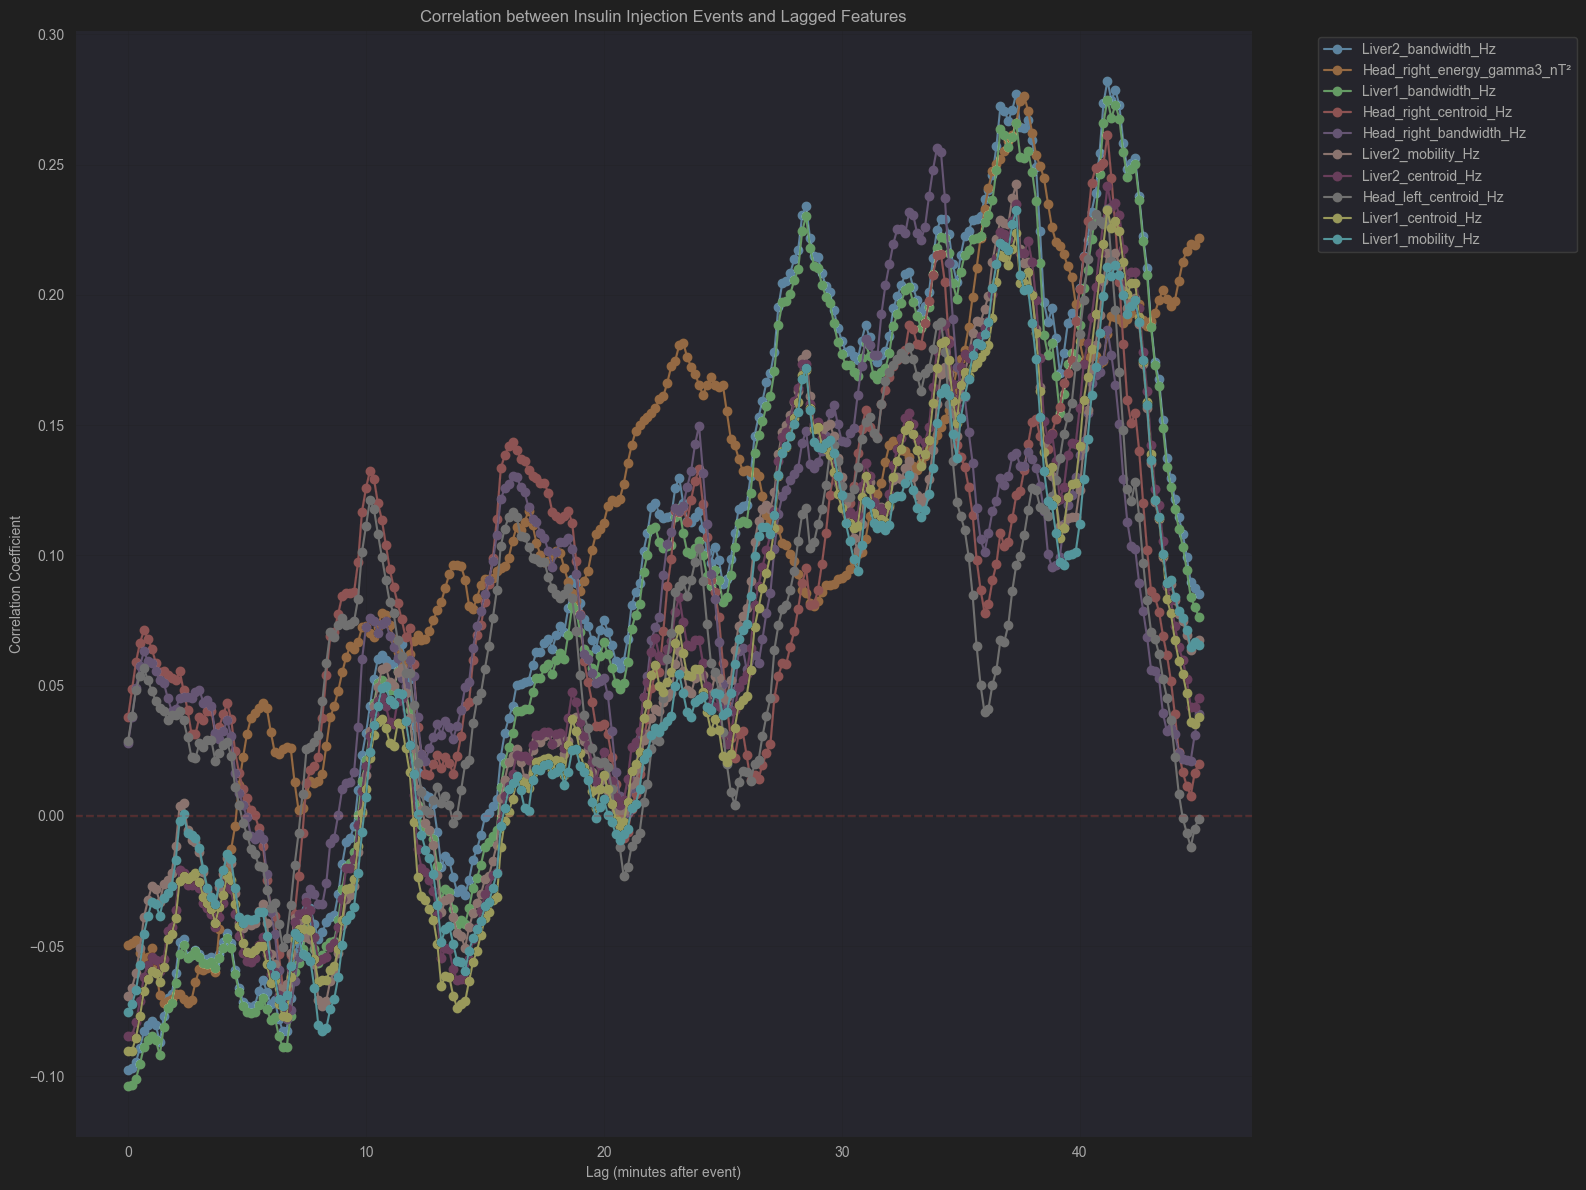 Correlation between Insulin Injection Events and Lagged Features
Correlation Coefficient
0.30
0.25
0.20
0.15
0.10
0.05
0.00
−0.05
−0.10
0
10
20
30
40
Lag (minutes after event)
Liver2_bandwidth_Hz
Head_right_energy_gamma3_nT²
Liver1_bandwidth_Hz
Head_right_centroid_Hz
Head_right_bandwidth_Hz
Liver2_mobility_Hz
Liver2_centroid_Hz
Head_left_centroid_Hz
Liver1_centroid_Hz
Liver1_mobility_Hz